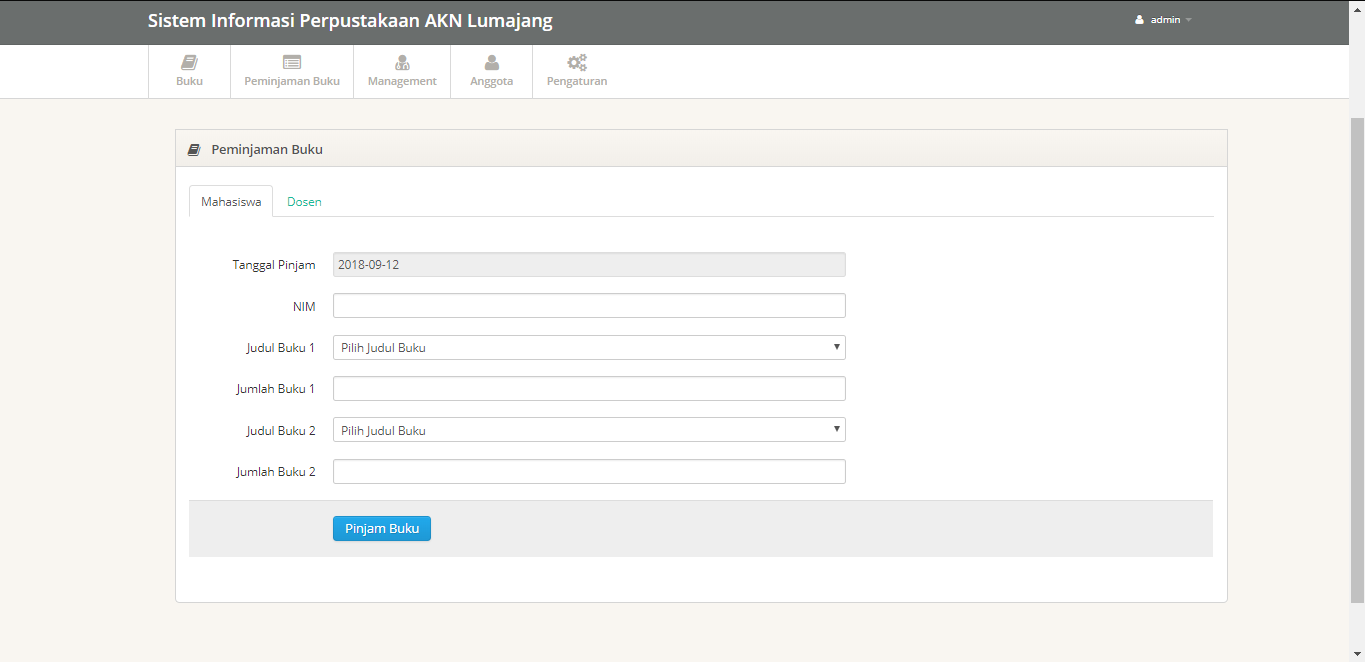 Sistem Informasi Perpustakaan AKN Lumajang
admin
Buku
Peminjaman Buku
Management
Anggota
Pengaturan
Peminjaman Buku
Mahasiswa
Dosen
Tanggal Pinjam 2018-09-12
NIM
Judul Buku 1 Pilih Judul Buku
Jumlah Buku 1
Judul Buku 2 Pilih Judul Buku
Jumlah Buku 2
Pinjam Buku